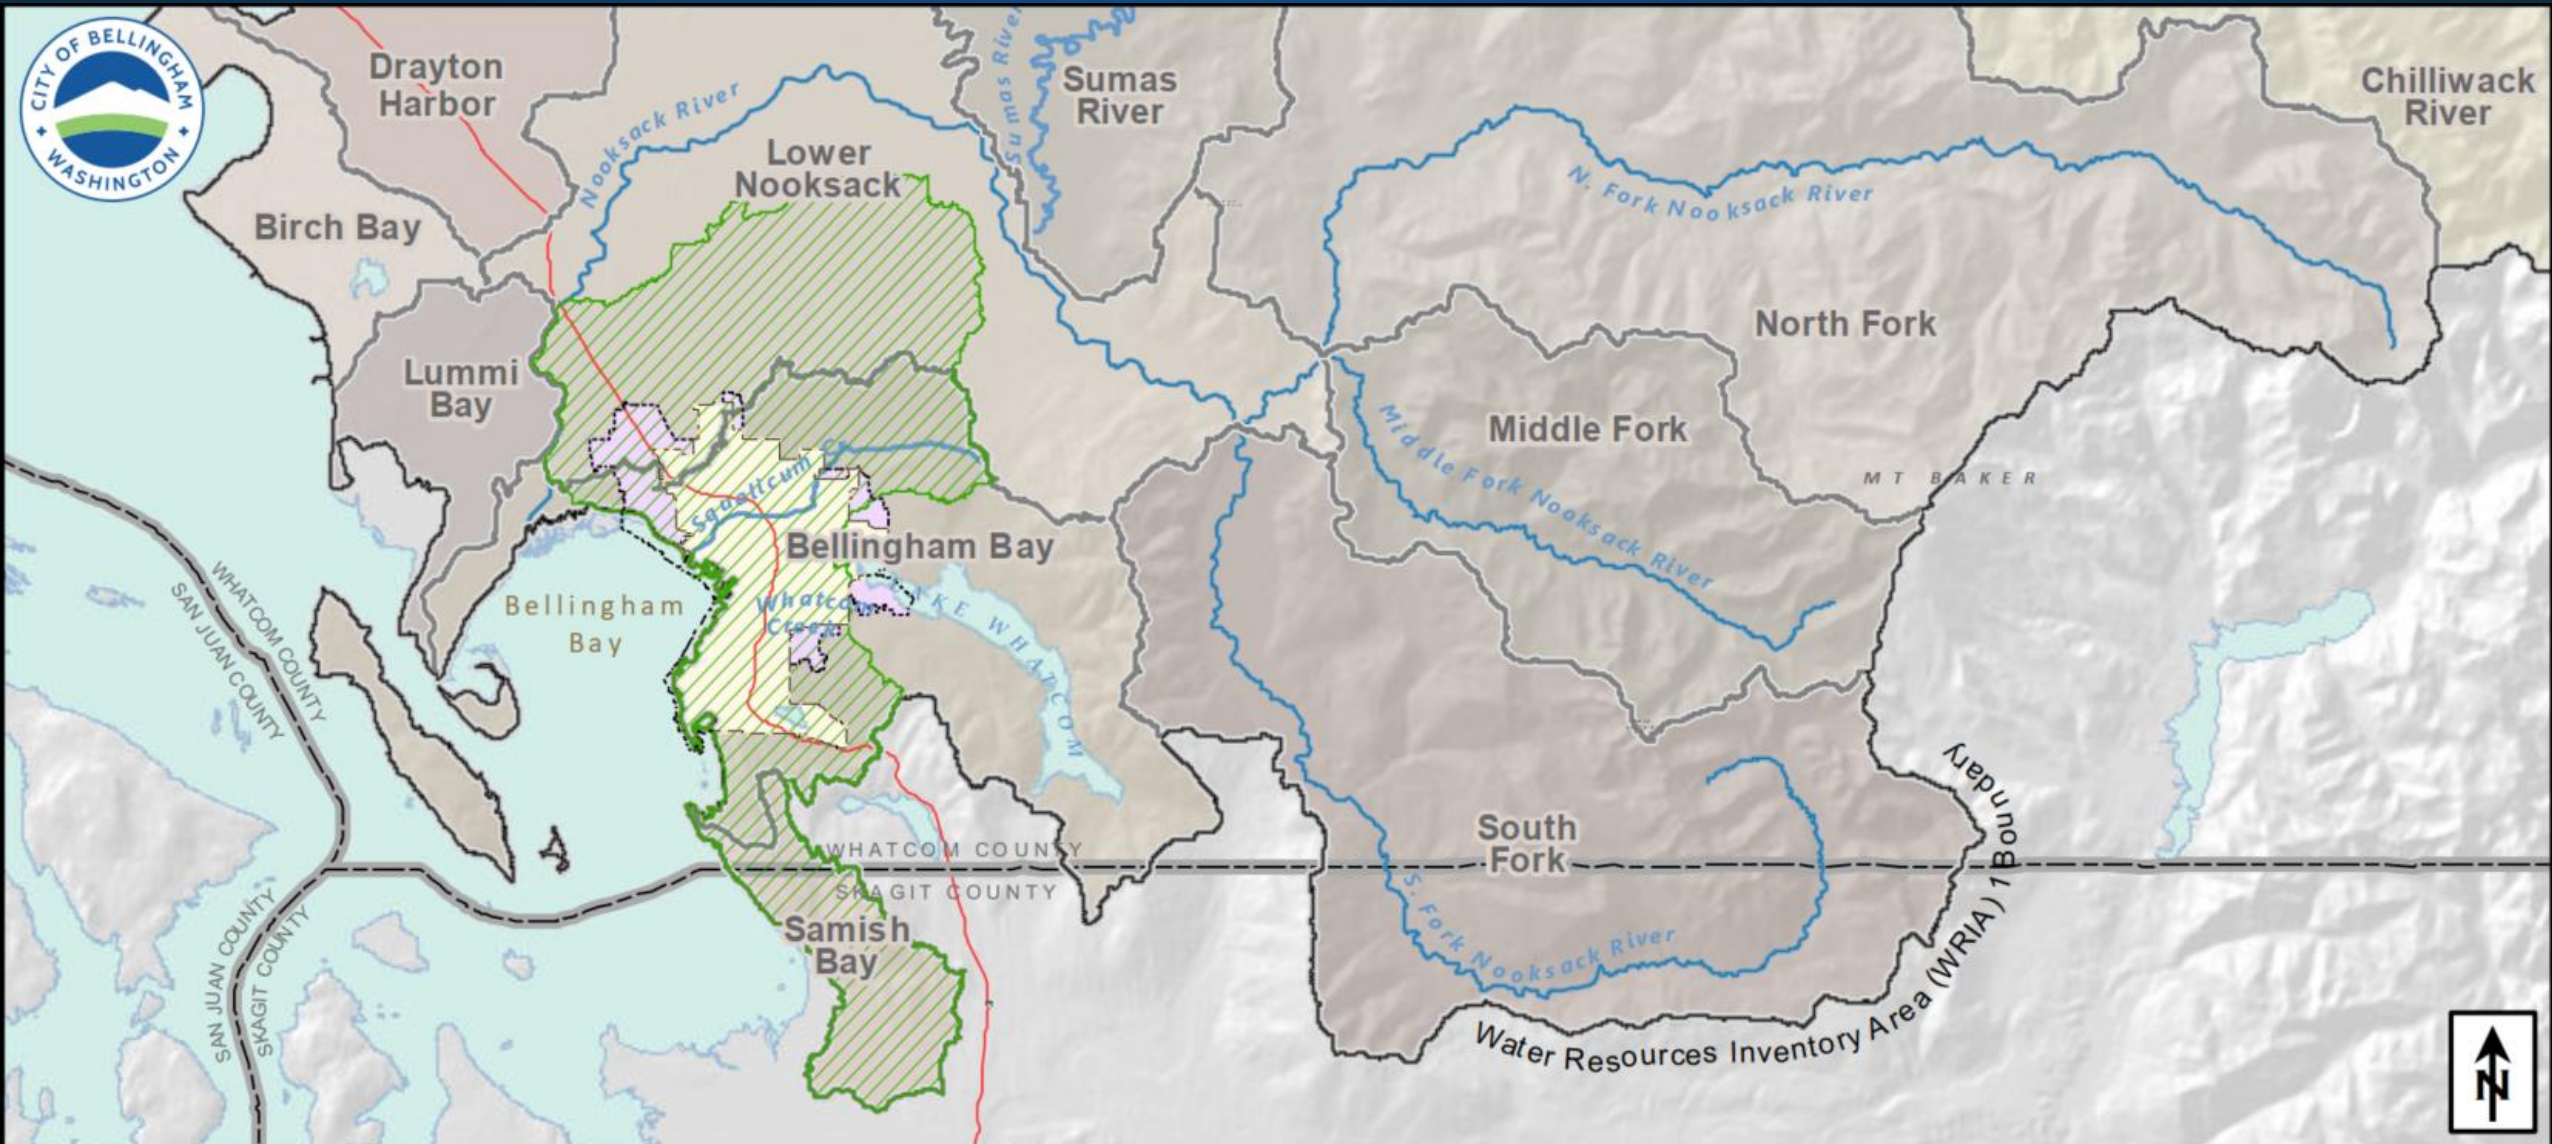 CITY OF BELLINGHAM
WASHINGTON
Drayton
Harbor
Nooksack River
Lower
Nooksack
Sumas River
Sumas
River
Chilliwack
River
N. Fork Nooksack River
Birch Bay
North Fork
Lummi
Bay
Middle Fork
Middle Fork Nooksack River
MT BAKER
Squalicum Cr
Bellingham Bay
Bellingham
Bay
Whatcom
Creek
LAKE WHATCOM
WHATCOM COUNTY
SAN JUAN COUNTY
South
Fork
WHATCOM COUNTY
SKAGIT COUNTY
Samish
Bay
S. Fork Nooksack River
SAN JUAN COUNTY
SKAGIT COUNTY
Water Resources Inventory Area (WRIA) 1 Boundary
N